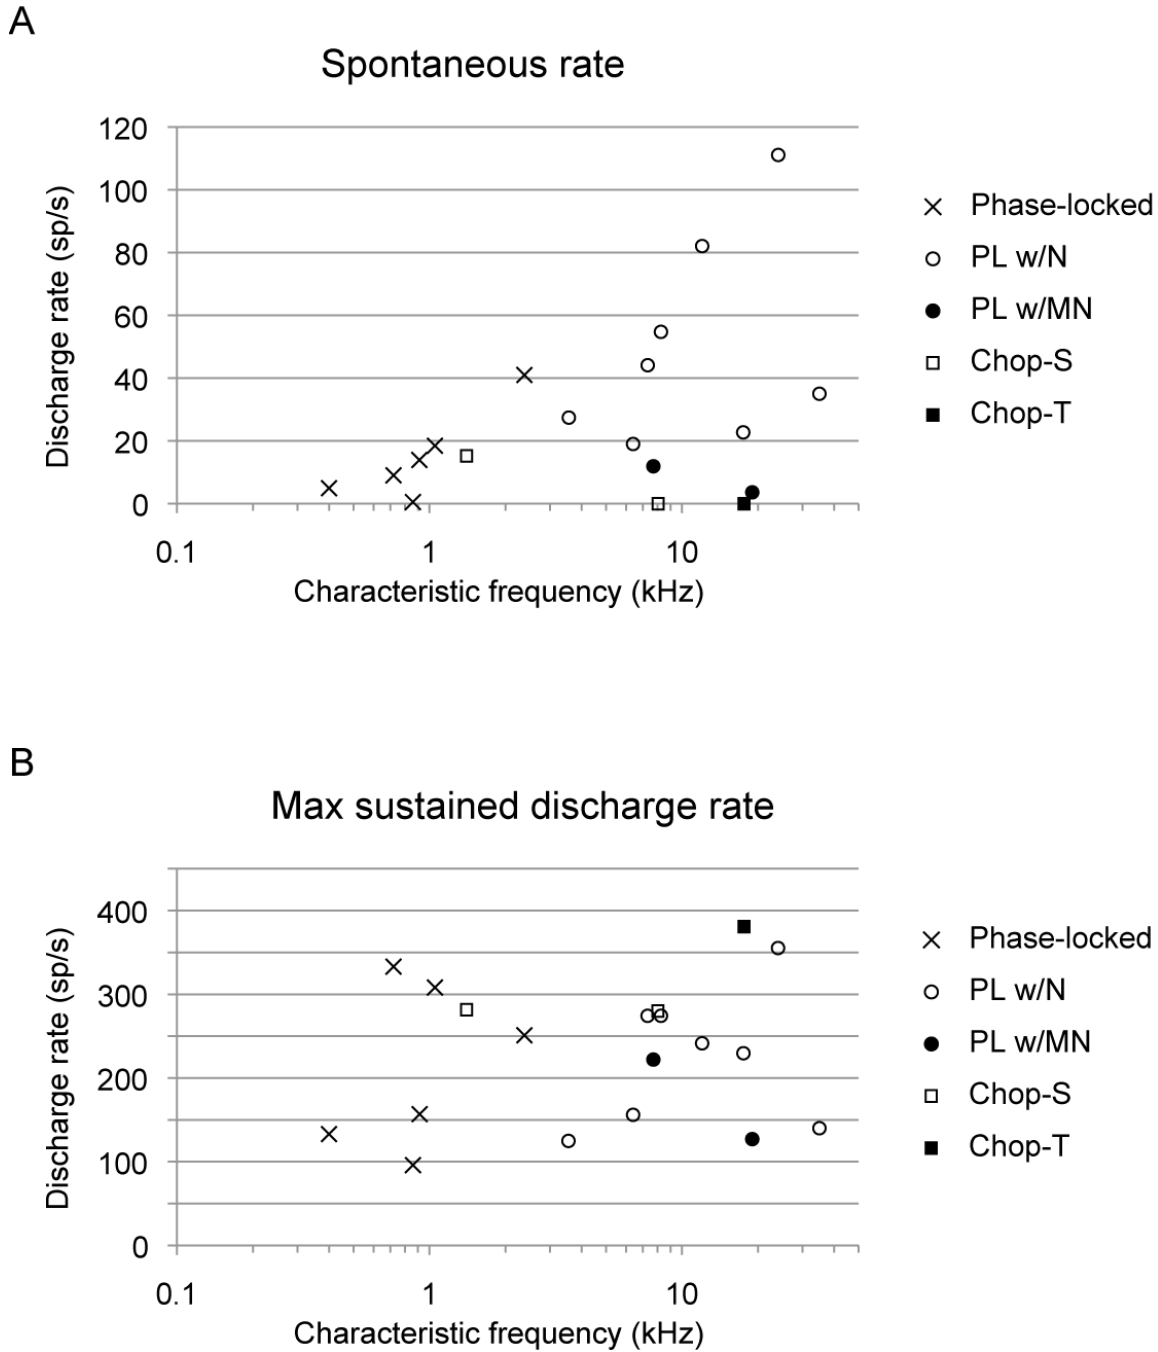 A
Spontaneous rate
120
100
80
60
40
20
0
Discharge rate (sp/s)
0.1
1
10
Characteristic frequency (kHz)
Phase-locked
PL w/N
PL w/MN
Chop-S
Chop-T
B
Max sustained discharge rate
400
300
200
100
0
Discharge rate (sp/s)
0.1
1
10
Characteristic frequency (kHz)
Phase-locked
PL w/N
PL w/MN
Chop-S
Chop-T